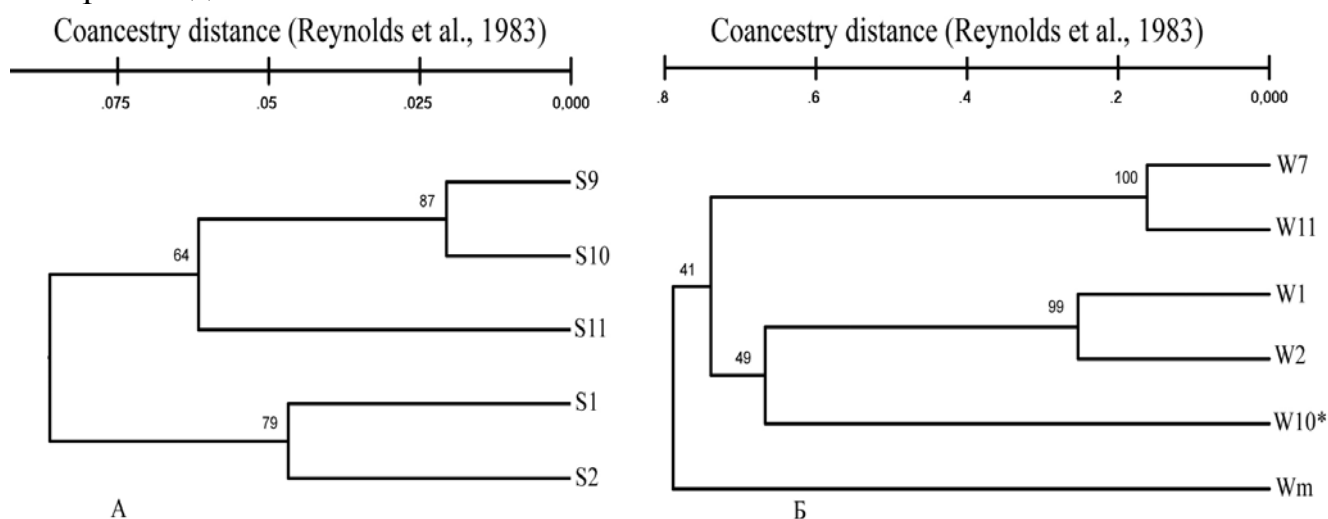 Coancestry distance (Reynolds et al., 1983)
.075 .05 .025 0,000
87
64
79
S9
S10
S11
S1
S2
А
Coancestry distance (Reynolds et al., 1983)
.8 .6 .4 .2 0,000
100
41
99
49
W7
W11
W1
W2
W10*
Wm
Б